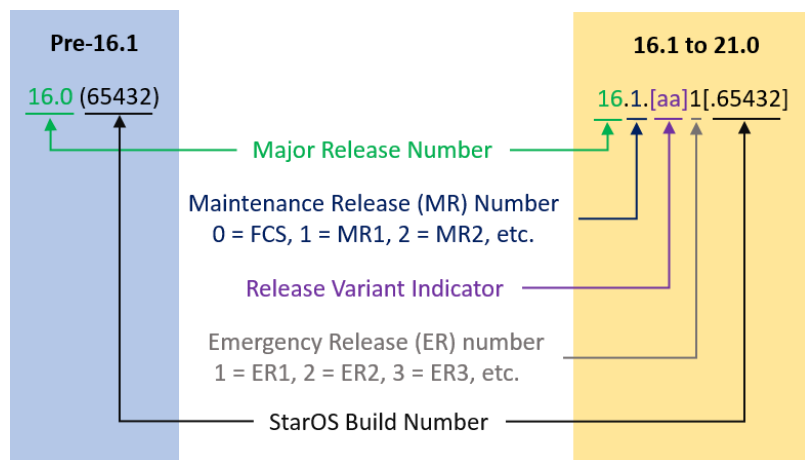 Pre-16.1
16.1 to 21.0
16.0 (65432)
16.1.[aa]1[.65432]
Major Release Number
Maintenance Release (MR) Number
0 = FCS, 1 = MR1, 2 = MR2, etc.
Release Variant Indicator
Emergency Release (ER) number
1 = ER1, 2 = ER2, 3 = ER3, etc.
StarOS Build Number